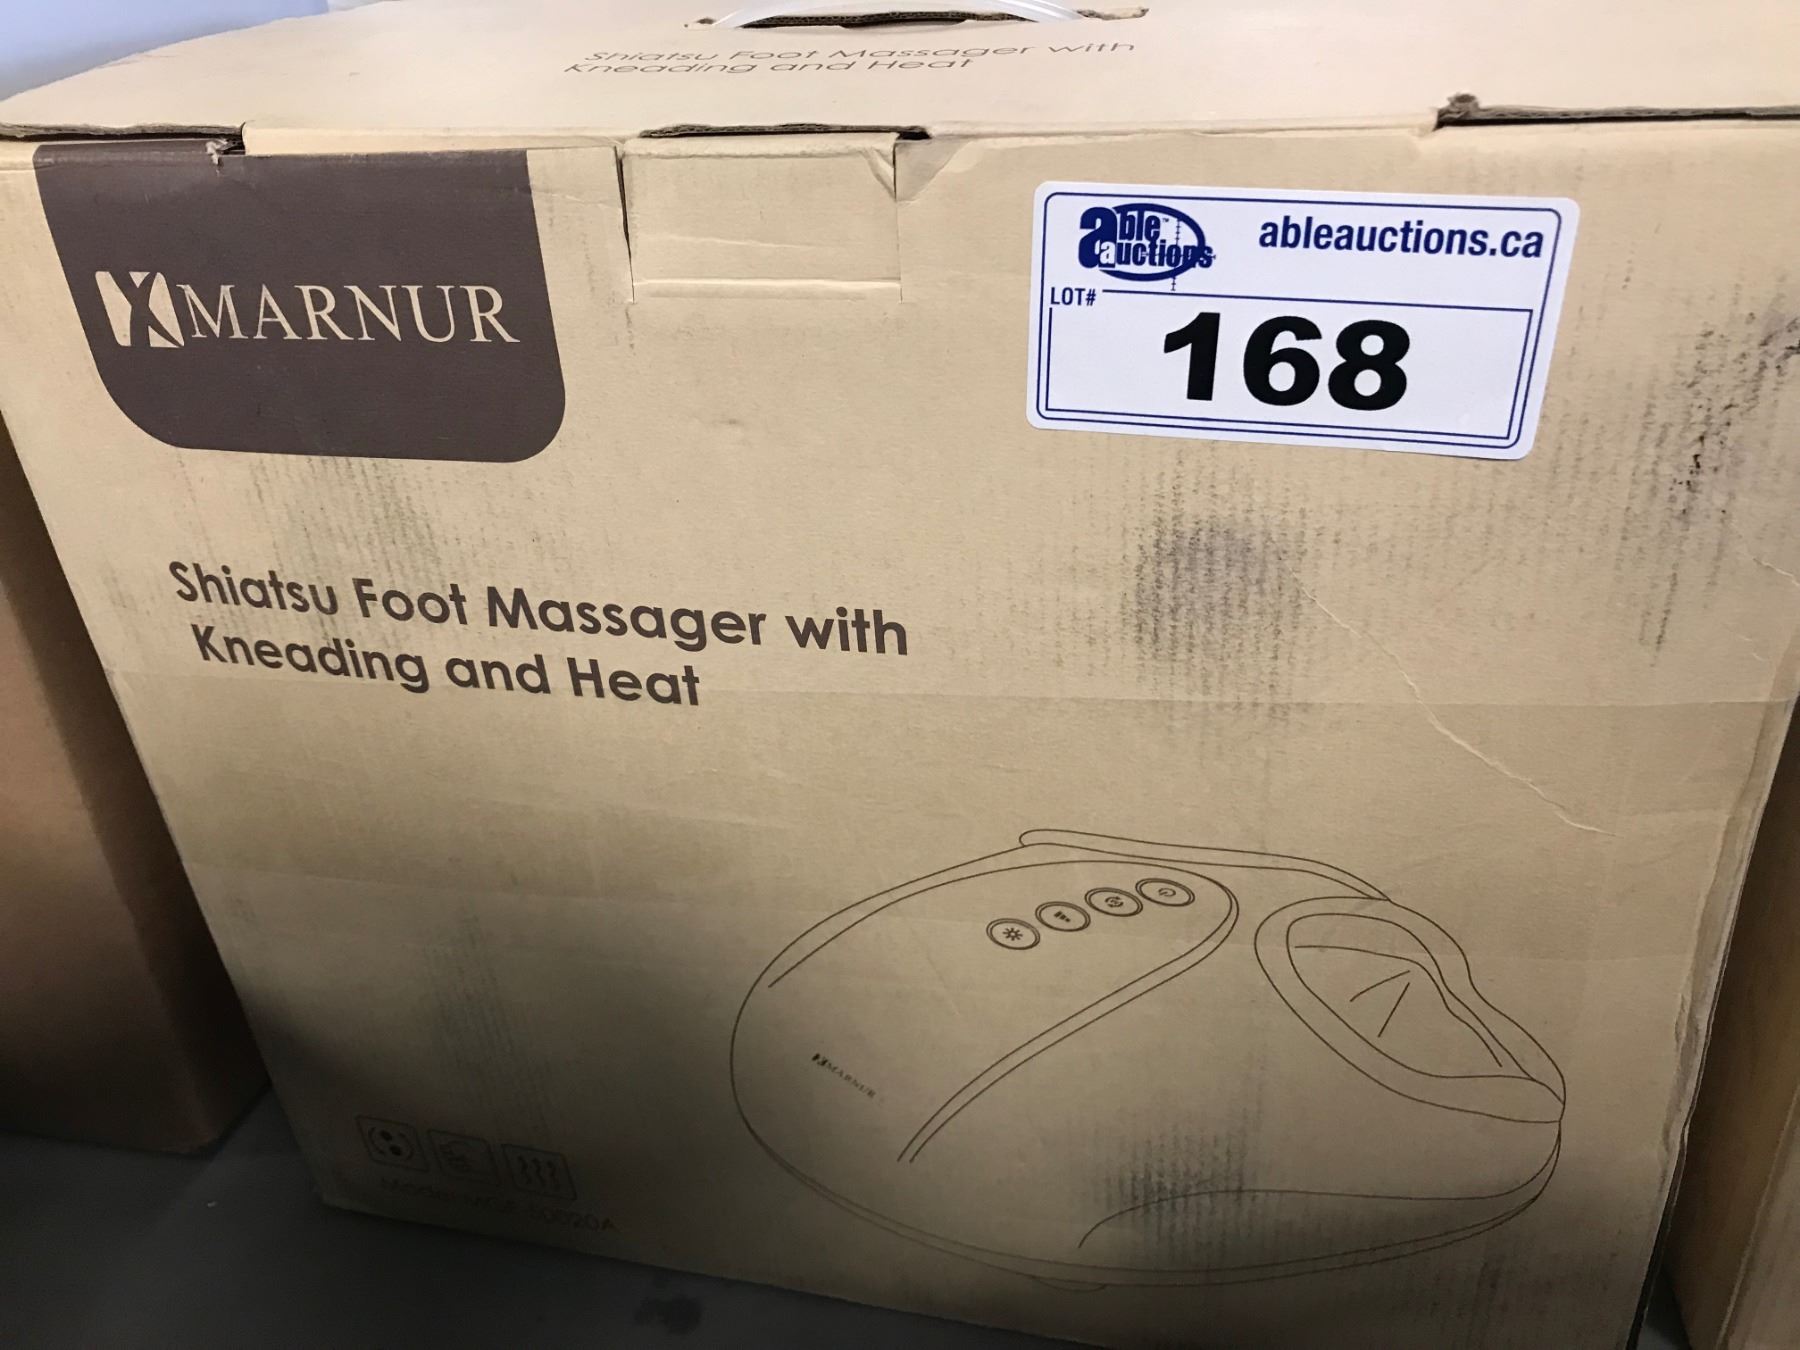 Shiatsu Foot Massager with
Kneading and Heat
MARNUR
able
auctions
ableauctions.ca
LOT#
168
Shiatsu Foot Massager with
Kneading and Heat
MARNUR